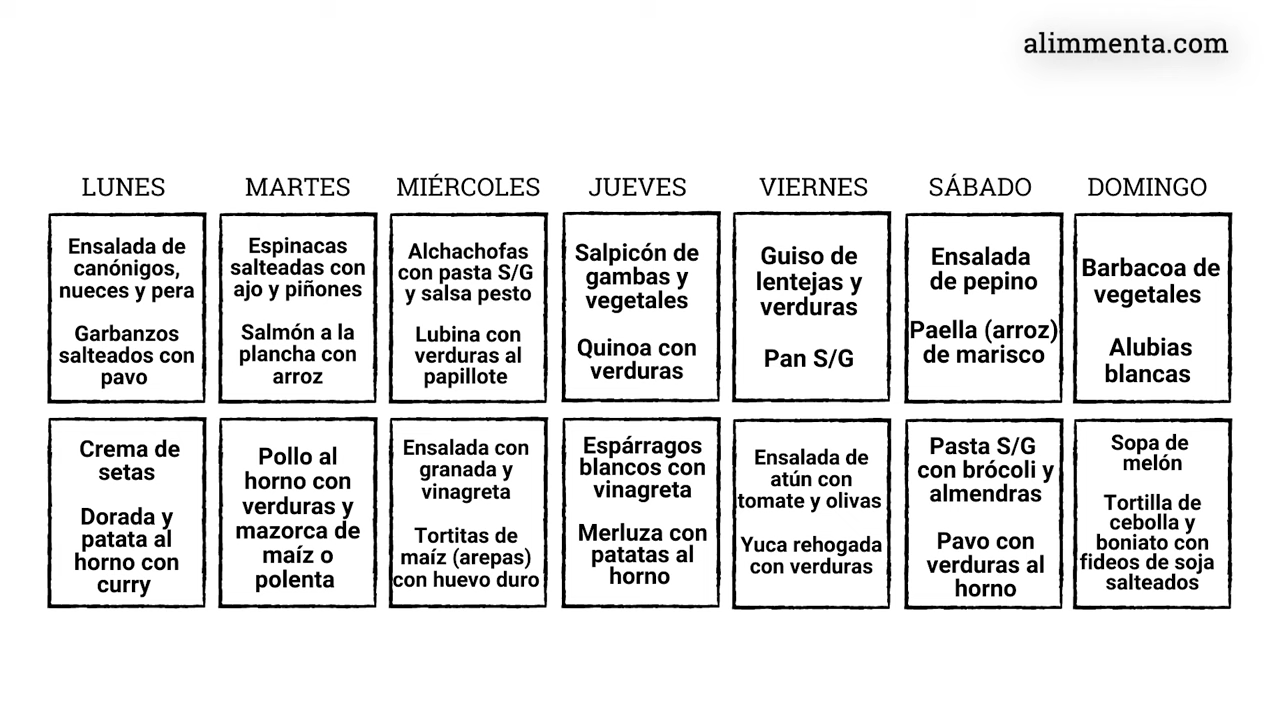 alimmenta.com
LUNES
MARTES
MIÉRCOLES
JUEVES
VIERNES
SÁBADO
DOMINGO
Ensalada de
canónigos,
nueces y pera
Garbanzos
salteados con
pavo
Espinacas
salteadas con
ajo y piñones
Salmón a la
plancha con
arroz
Alchachofas
con pasta S/G
y salsa pesto
Lubina con
verduras al
papillote
Salpicón de
gambas y
vegetales
Quinoa con
verduras
Guiso de
lentejas y
verduras
Pan S/G
Ensalada
de pepino
Paella (arroz)
de marisco
Barbacoa de
vegetales
Alubias
blancas
Crema de
setas
Dorada y
patata al
horno con
curry
Pollo al
horno con
verduras y
mazorca de
maíz o
polenta
Ensalada con
granada y
vinagreta
Tortitas de
maíz (arepas)
con huevo duro
Espárragos
blancos con
vinagreta
Merluza con
patatas al
horno
Ensalada de
atún con
tomate y olivas
Yuca rehogada
con verduras
Pasta S/G
con brócoli y
almendras
Pavo con
verduras al
horno
Sopa de
melón
Tortilla de
cebolla y
boniato con
fideos de soja
salteados